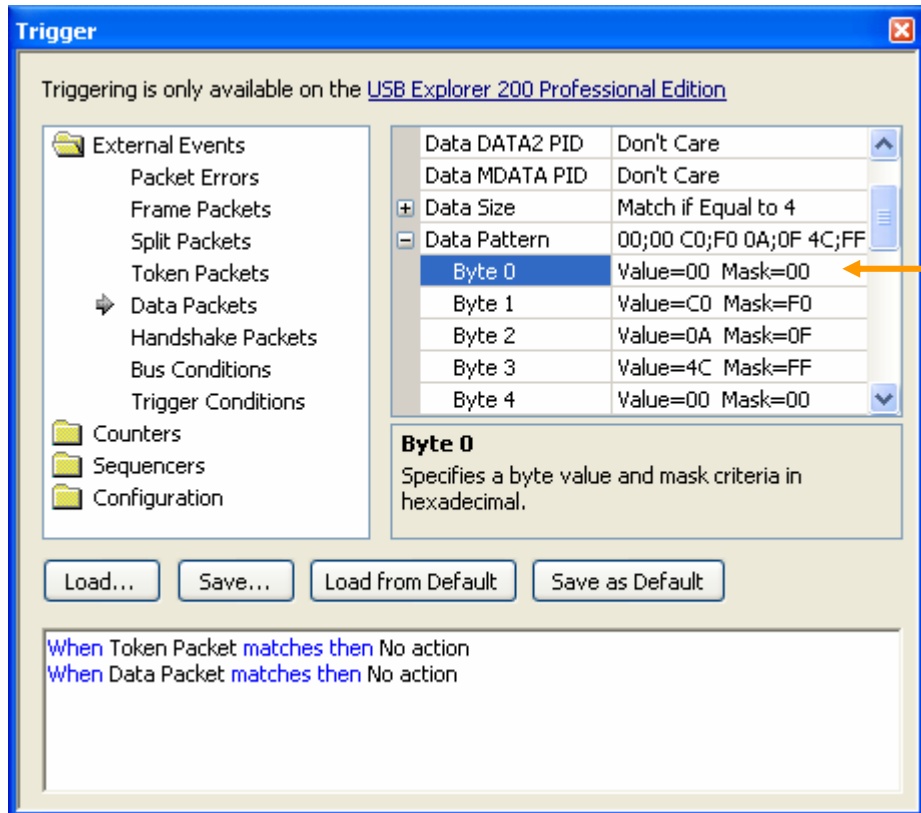 Trigger
Triggering is only available on the USB Explorer 200 Professional Edition
External Events
Packet Errors
Frame Packets
Split Packets
Token Packets
Data Packets
Handshake Packets
Bus Conditions
Trigger Conditions
Counters
Sequencers
Configuration
Data DATA2 PID Don't Care
Data MDATA PID Don't Care
Data Size Match if Equal to 4
Data Pattern 00;00 C0;F0 0A;0F 4C;FF
Byte 0 Value=00 Mask=00
Byte 1 Value=C0 Mask=F0
Byte 2 Value=0A Mask=0F
Byte 3 Value=4C Mask=FF
Byte 4 Value=00 Mask=00
Byte 0
Specifies a byte value and mask criteria in
hexadecimal.
Load... Save... Load from Default Save as Default
When Token Packet matches then No action
When Data Packet matches then No action